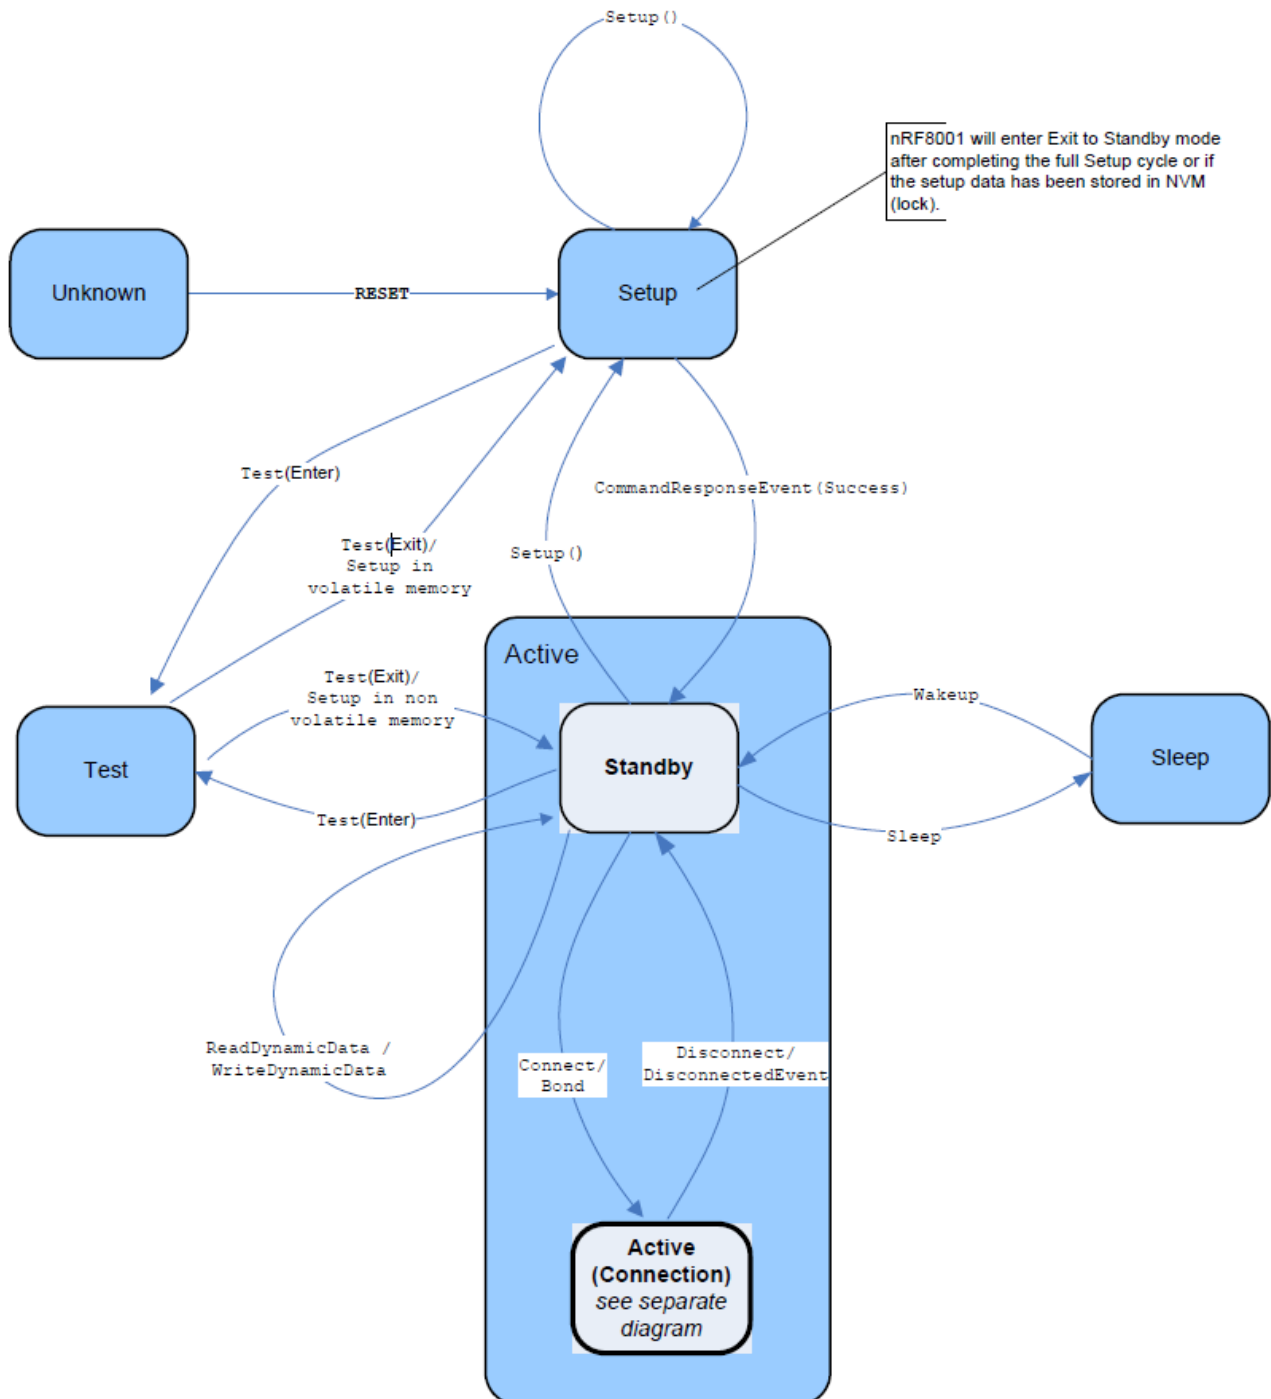 Setup()
nRF8001 will enter Exit to Standby mode
after completing the full Setup cycle or if
the setup data has been stored in NVM
(lock).
Unknown
RESET
Setup
Test(Enter)
CommandResponseEvent(Success)
Test(Exit)/
Setup in
volatile memory
Setup()
Active
Test(Exit)/
Setup in non
volatile memory
Wakeup
Test
Standby
Sleep
Test(Enter)
Sleep
ReadDynamicData /
WriteDynamicData
Connect/
Bond
Disconnect/
DisconnectedEvent
Active
(Connection)
see separate
diagram